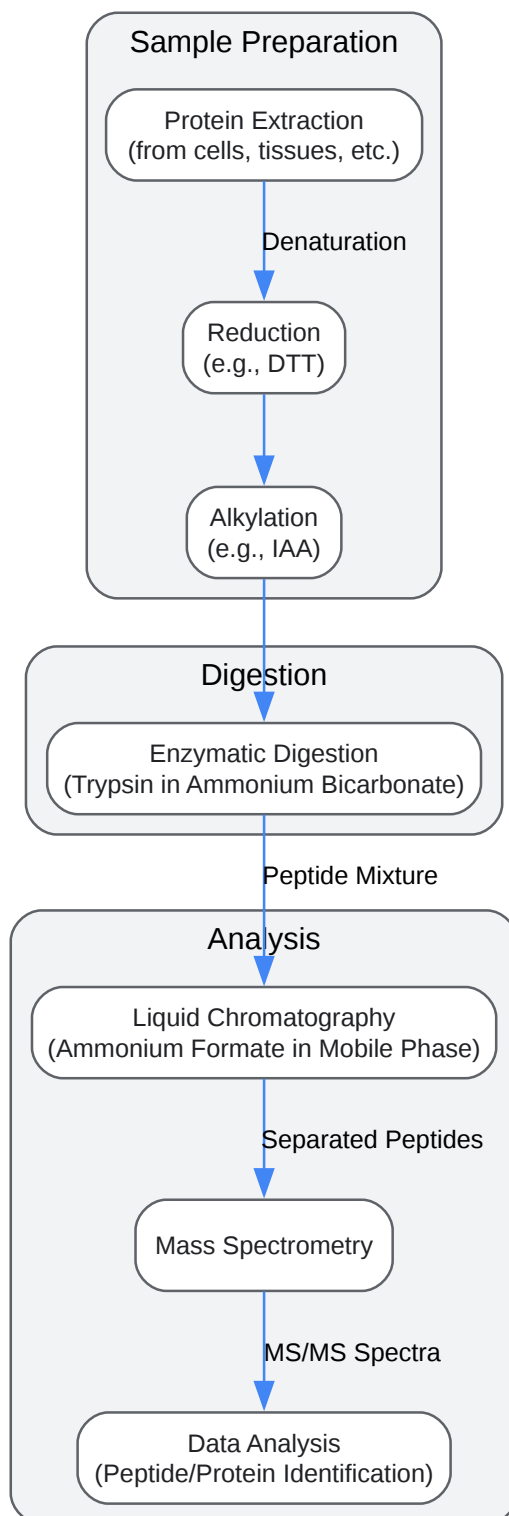 Sample Preparation
Protein Extraction
(from cells, tissues, etc.)
Denaturation
Reduction
(e.g., DTT)
Alkylation
(e.g., IAA)
Digestion
Enzymatic Digestion
(Trypsin in Ammonium Bicarbonate)
Peptide Mixture
Analysis
Liquid Chromatography
(Ammonium Formate in Mobile Phase)
Separated Peptides
Mass Spectrometry
MS/MS Spectra
Data Analysis
(Peptide/Protein Identification)